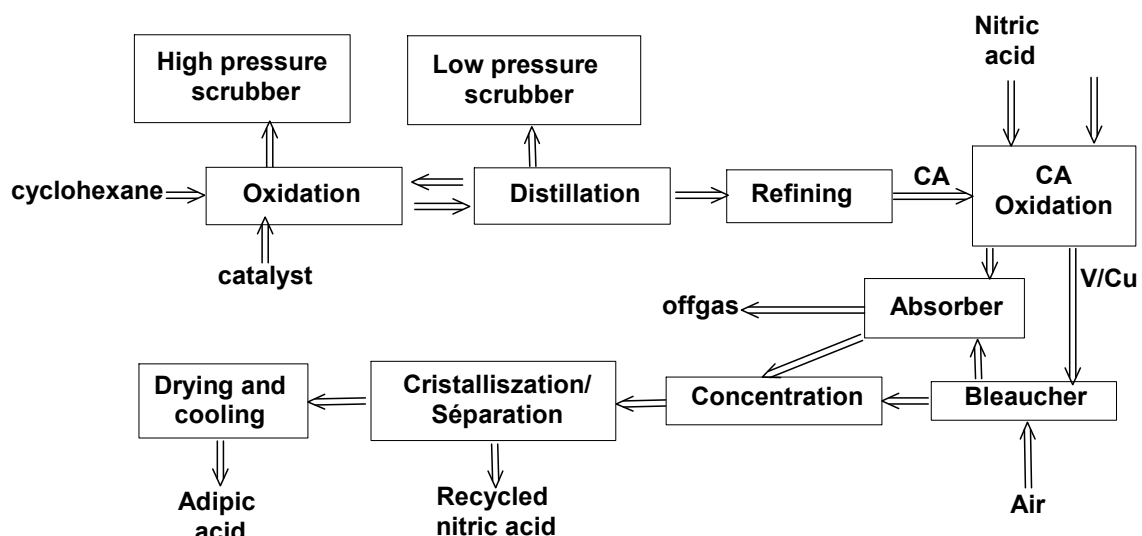 High pressure
scrubber
Low pressure
scrubber
Nitric
acid
cyclohexane
Oxidation
Distillation
Refining
CA
CA
Oxidation
catalyst
V/Cu
offgas
Absorber
Drying and
cooling
Cristalliszation/
Séparation
Concentration
Bleaucher
Adipic
acid
Recycled
nitric acid
Air